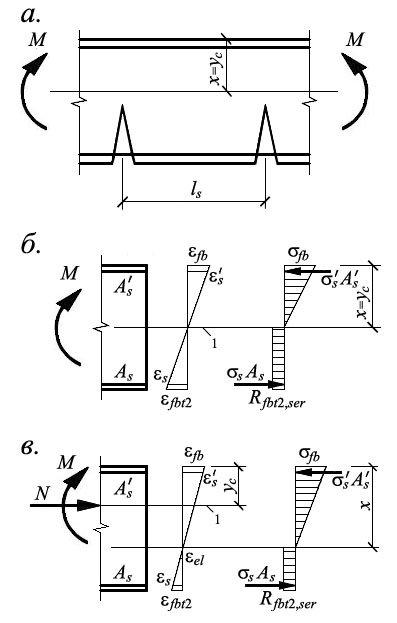 а.
M M
x=y_c
l_s
б.
M
A'_s
A_s
ε_fb
ε'_s
1
ε_s
ε_fbt2
σ_fb
σ'_s A'_s
x=y_c
σ_s A_s
R_fbt2,ser
в.
M
N
A'_s
A_s
ε_fb
ε'_s
y_c
1
ε_el
ε_s
ε_fbt2
σ_fb
σ'_s A'_s
x
σ_s A_s
R_fbt2,ser